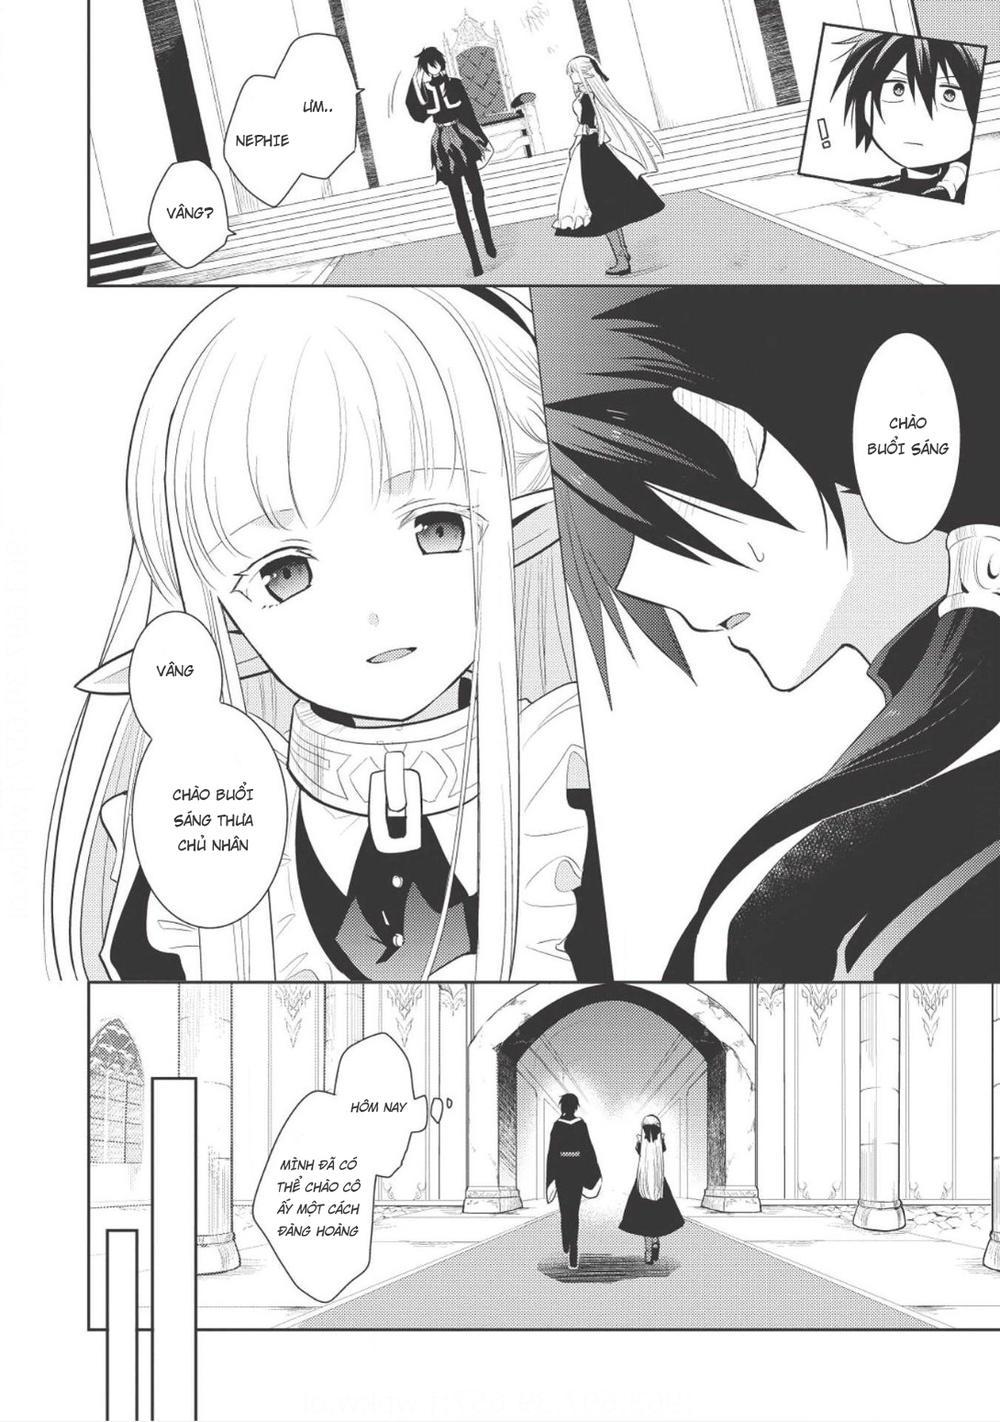 !!
ƯM..
NEPHIE
VÂNG?
CHÀO
BUỔI SÁNG
VÂNG
CHÀO BUỔI
SÁNG THƯA
CHỦ NHÂN
HÔM NAY
MÌNH ĐÃ CÓ
THỂ CHÀO CÔ
ẤY MỘT CÁCH
ĐÀNG HOÀNG